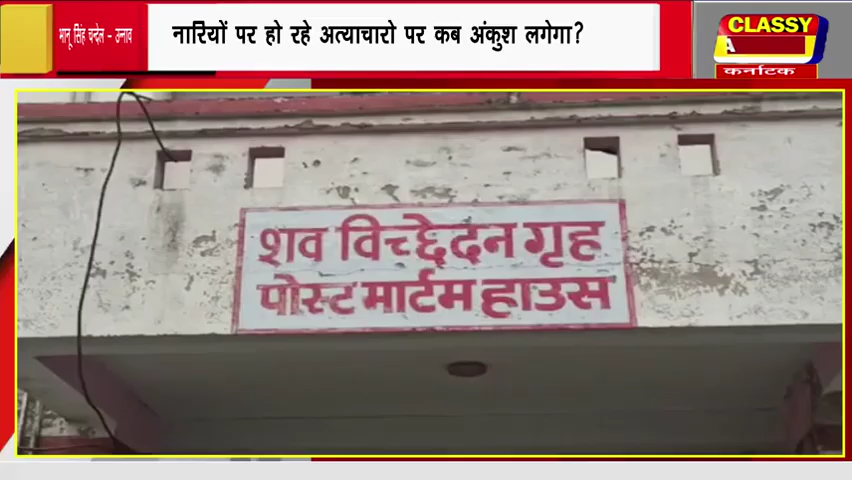 भानू सिंह चन्देल - उन्नाव
नारियों पर हो रहे अत्याचारो पर कब अंकुश लगेगा?
CLASSY
A
कर्नाटक
शव विच्छेदन गृह
पोस्ट मार्टम हाउस